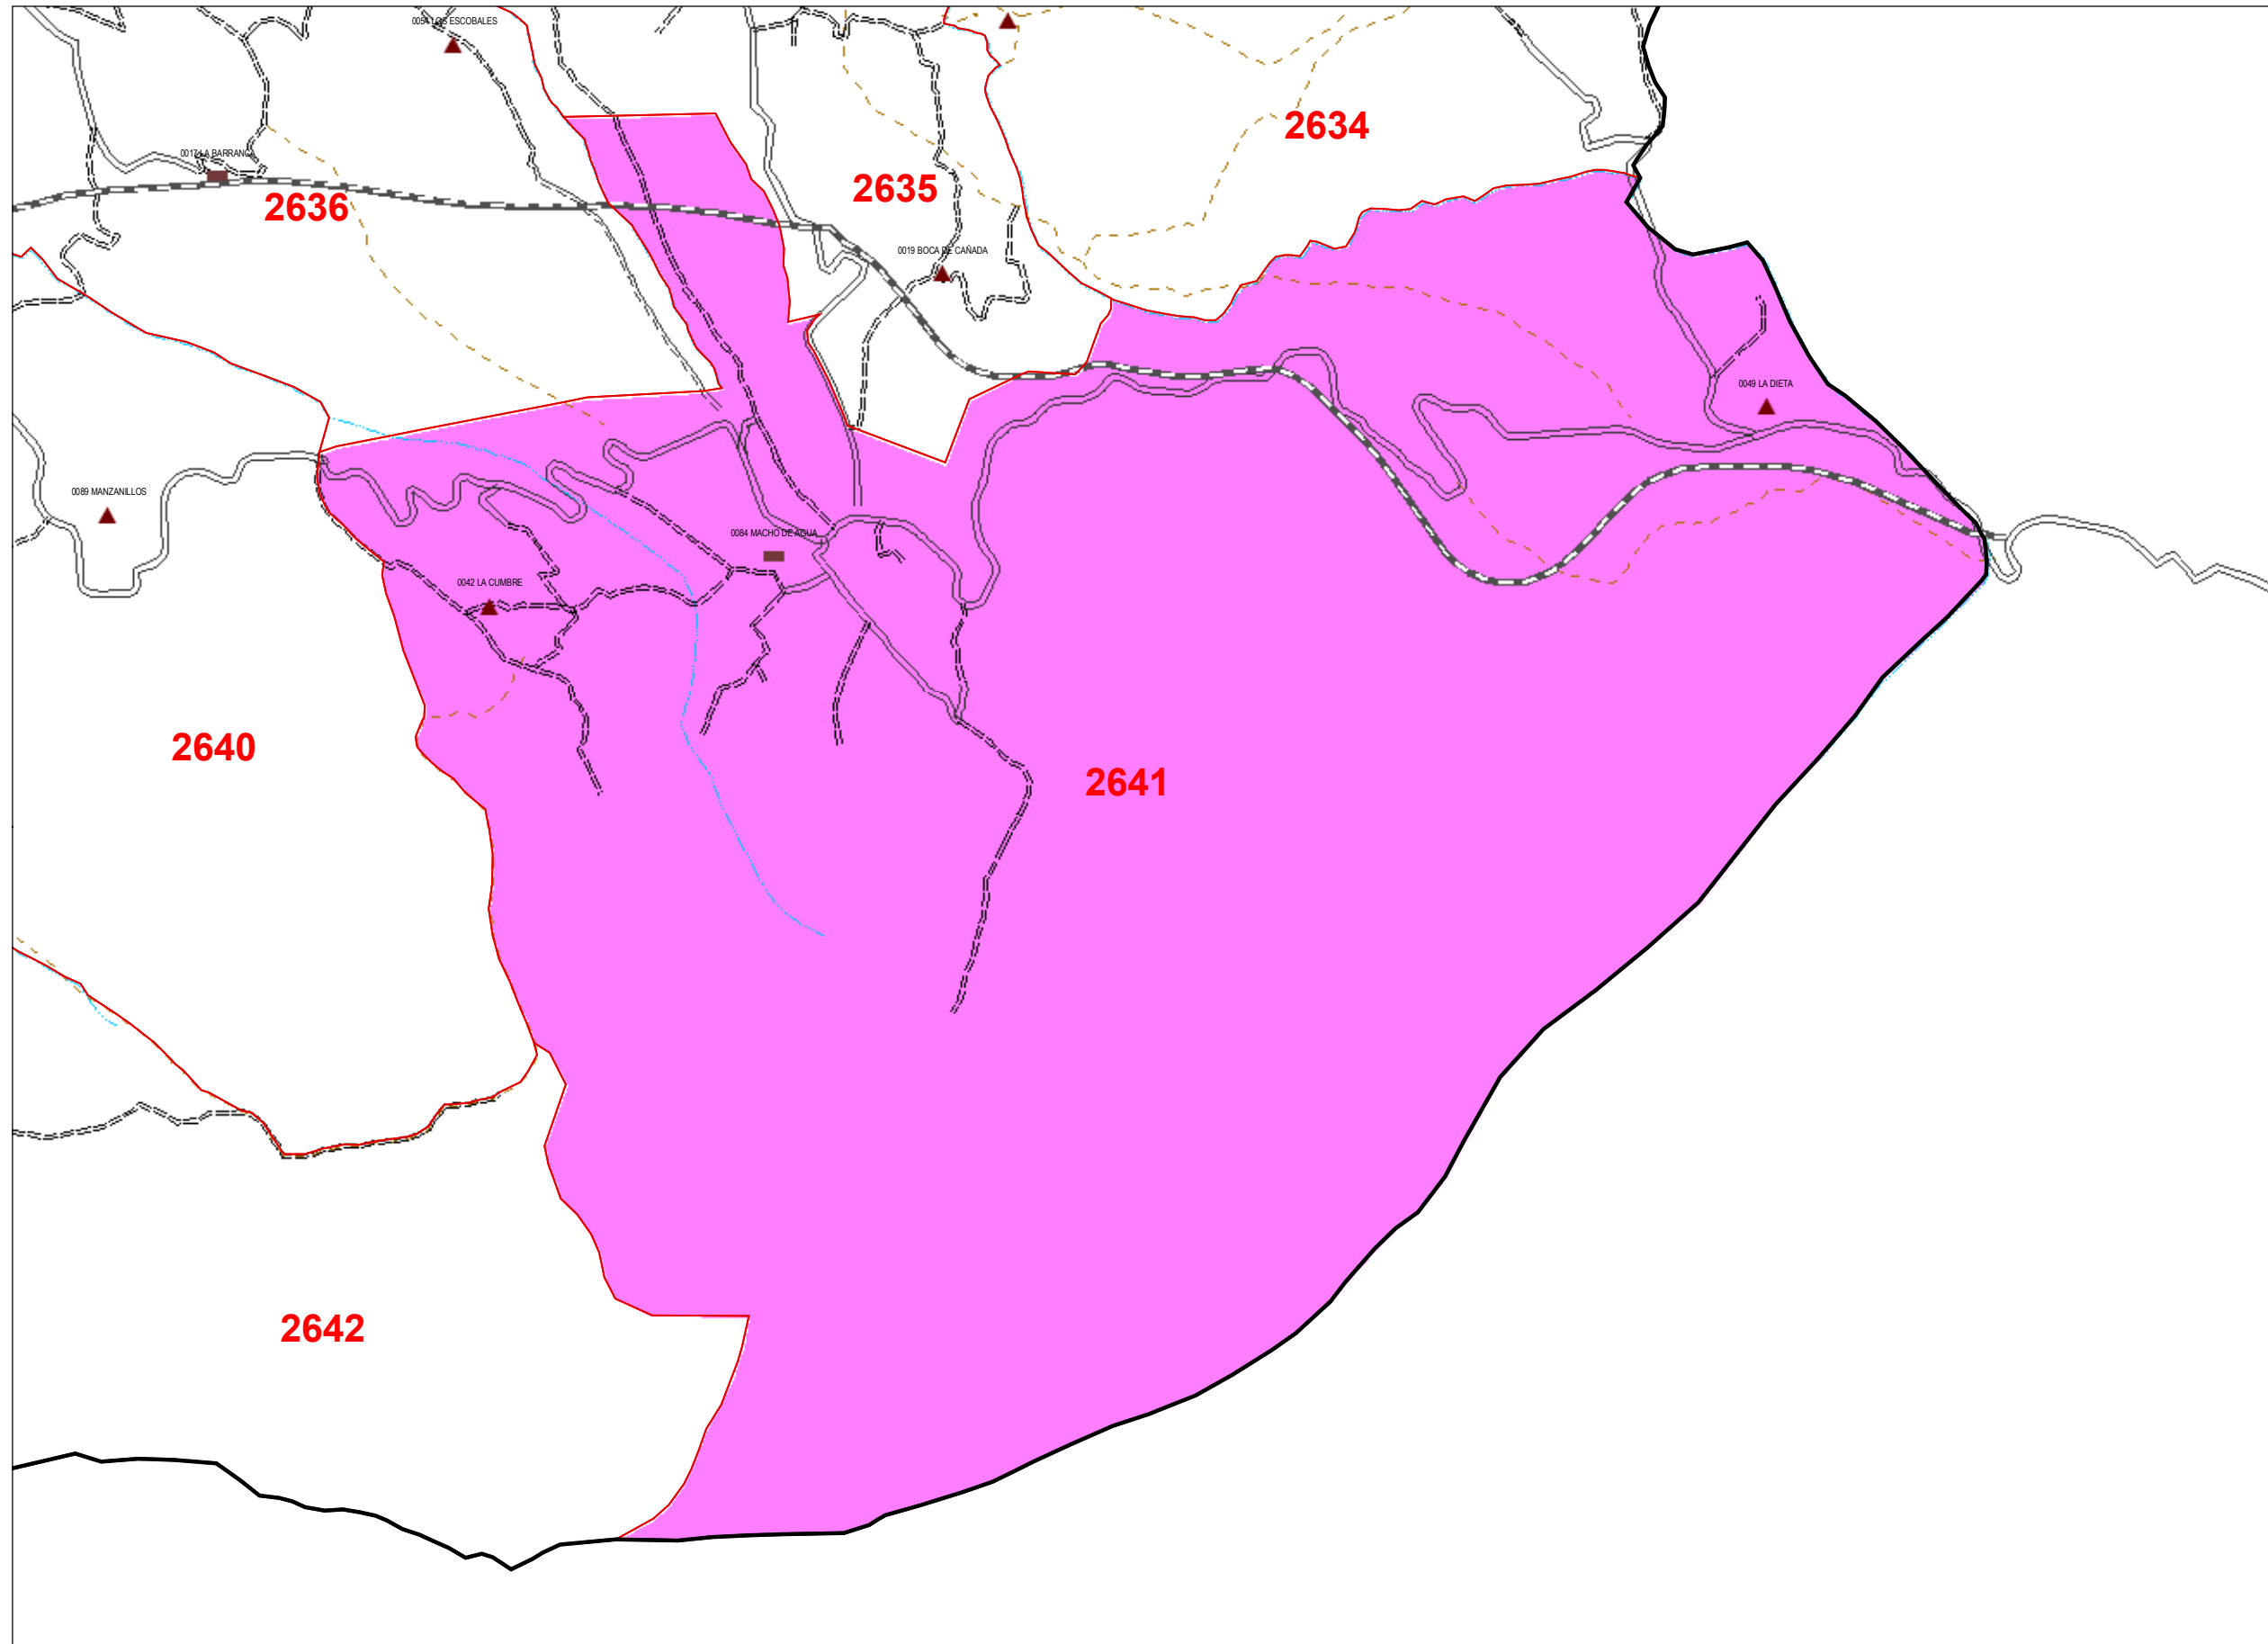 0054 LOS ESCOBALES
2634
0017 LA BARRANCA
2636
2635
0019 BOCA DE CAÑADA
0049 LA DIETA
0089 MANZANILLOS
0084 MACHO DE AGUA
0042 LA CUMBRE
2640
2641
2642